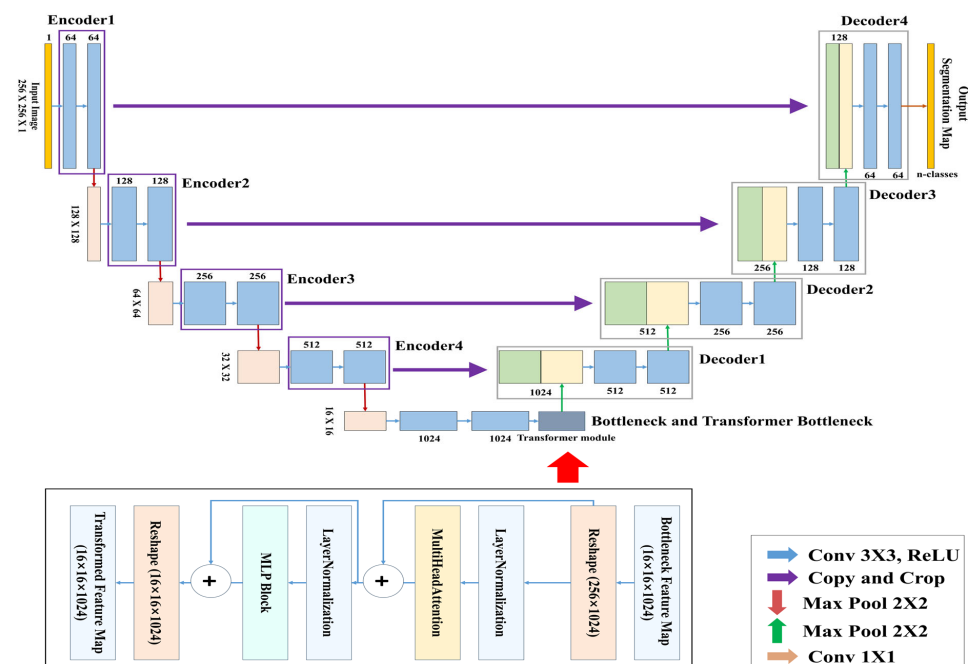 Encoder1
Decoder4
1
64
64
128
Input Image
256 X 256 X 1
Output
Segmentation Map
64
64
n-classes
Encoder2
Decoder3
128
128
128 X 128
256
128
128
Encoder3
Decoder2
256
256
64 X 64
512
256
256
Encoder4
Decoder1
512
512
32 X 32
1024
512
512
16 X 16
1024
1024
Transformer module
Bottleneck and Transformer Bottleneck
Transformed Feature Map
(16×16×1024)
Reshape (16×16×1024)
+
MLP Block
LayerNormalization
+
MultiHeadAttention
LayerNormalization
Reshape (256×1024)
Bottleneck Feature Map
(16×16×1024)
Conv 3X3, ReLU
Copy and Crop
Max Pool 2X2
Max Pool 2X2
Conv 1X1